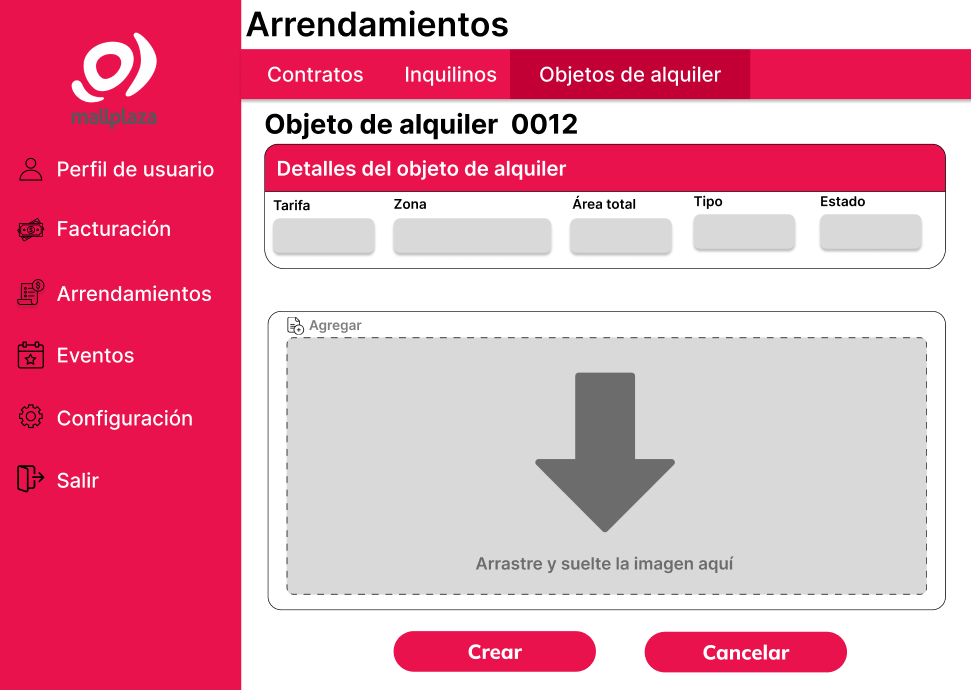 Arrendamientos
Contratos Inquilinos Objetos de alquiler
mallplaza
Perfil de usuario
Facturación
Arrendamientos
Eventos
Configuración
Salir
Objeto de alquiler 0012
Detalles del objeto de alquiler
Tarifa Zona Área total Tipo Estado
Agregar
Arrastre y suelte la imagen aquí
Crear Cancelar